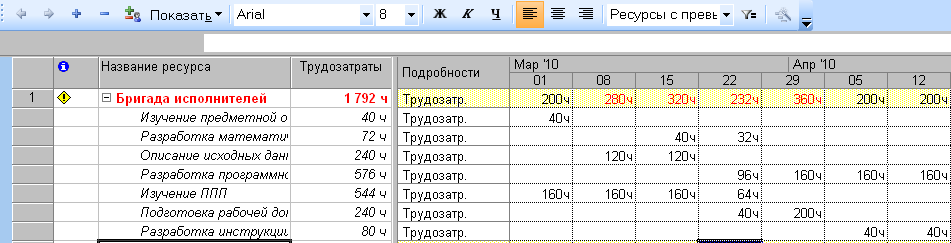 Показать Arial 8 Ж К Ч Ресурсы с превы
Название ресурса Трудозатраты Подробности Мар '10 Апр '10
01 08 15 22 29 05 12
1 Бригада исполнителей 1 792 ч Трудозатр. 200ч 280ч 320ч 232ч 360ч 200ч 200ч
Изучение предметной о 40 ч Трудозатр. 40ч
Разработка математич 72 ч Трудозатр. 40ч 32ч
Описание исходных данн 240 ч Трудозатр. 120ч 120ч
Разработка программно 576 ч Трудозатр. 96ч 160ч 160ч 160ч
Изучение ППП 544 ч Трудозатр. 160ч 160ч 160ч 64ч
Подготовка рабочей до 240 ч Трудозатр. 40ч 200ч
Разработка инструкции 80 ч Трудозатр. 40ч 40ч